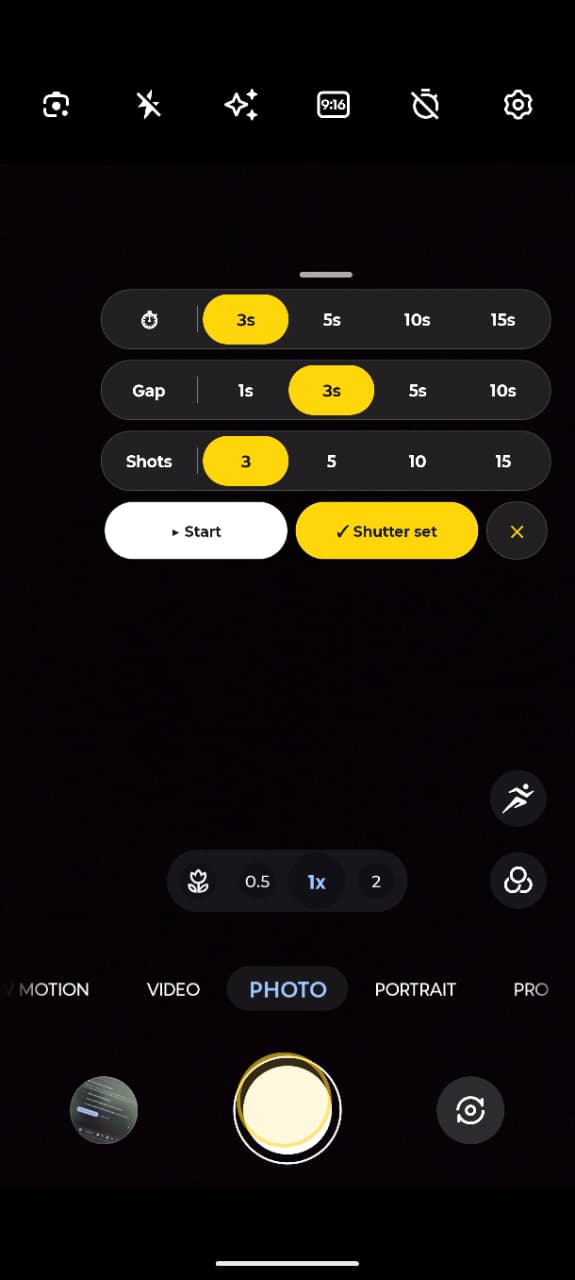 9:16
3s 5s 10s 15s
Gap 1s 3s 5s 10s
Shots 3 5 10 15
▸ Start ✓ Shutter set ×
0.5 1x 2
MOTION VIDEO PHOTO PORTRAIT PRO